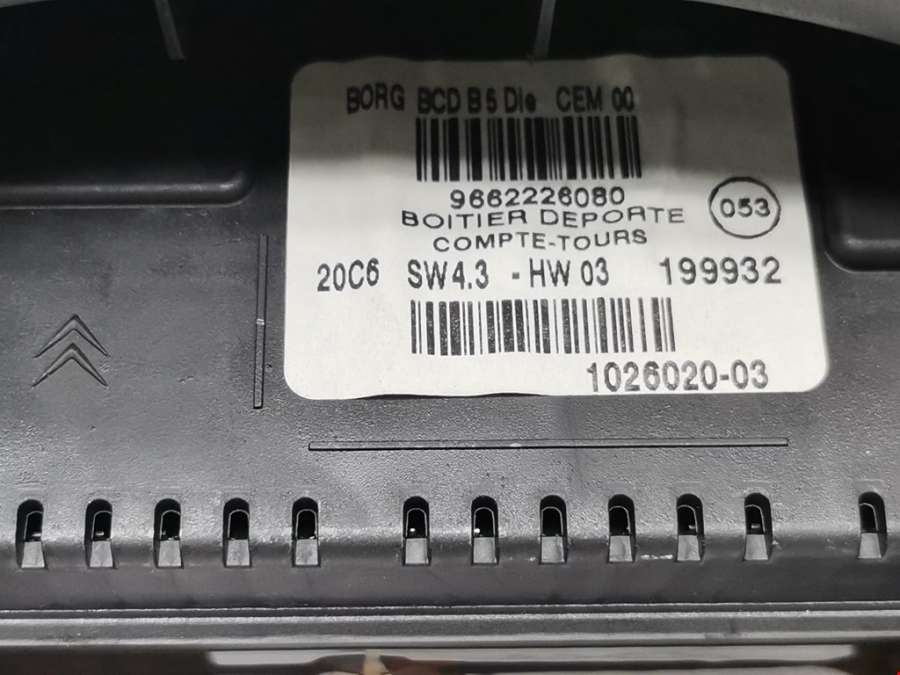 BORG BCD B5 Die CEM 00
9662226080
BOITIER DEPORTE
COMPTE-TOURS
053
20C6 SW4.3 - HW 03 199932
1026020-03